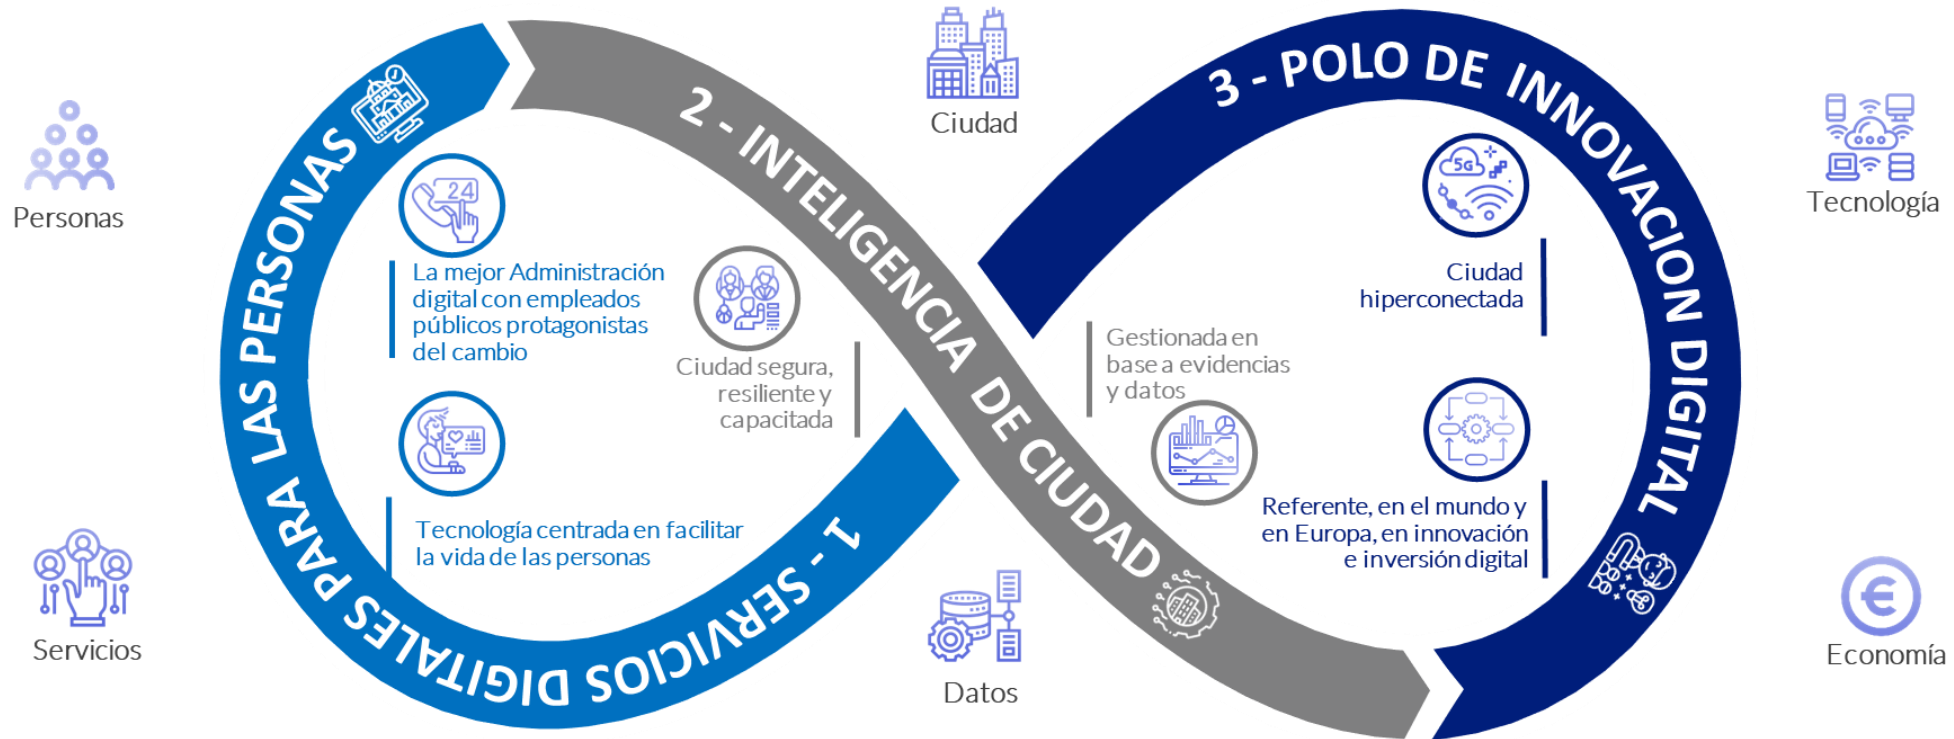 Personas
Servicios
1 - SERVICIOS DIGITALES PARA LAS PERSONAS
24
La mejor Administración
digital con empleados
públicos protagonistas
del cambio
Tecnología centrada en facilitar
la vida de las personas
2 - INTELIGENCIA DE CIUDAD
Ciudad segura,
resiliente y
capacitada
Gestionada en
base a evidencias
y datos
Ciudad
Datos
3 - POLO DE INNOVACION DIGITAL
5G
Ciudad
hiperconectada
Referente, en el mundo y
en Europa, en innovación
e inversión digital
Tecnología
€
Economía